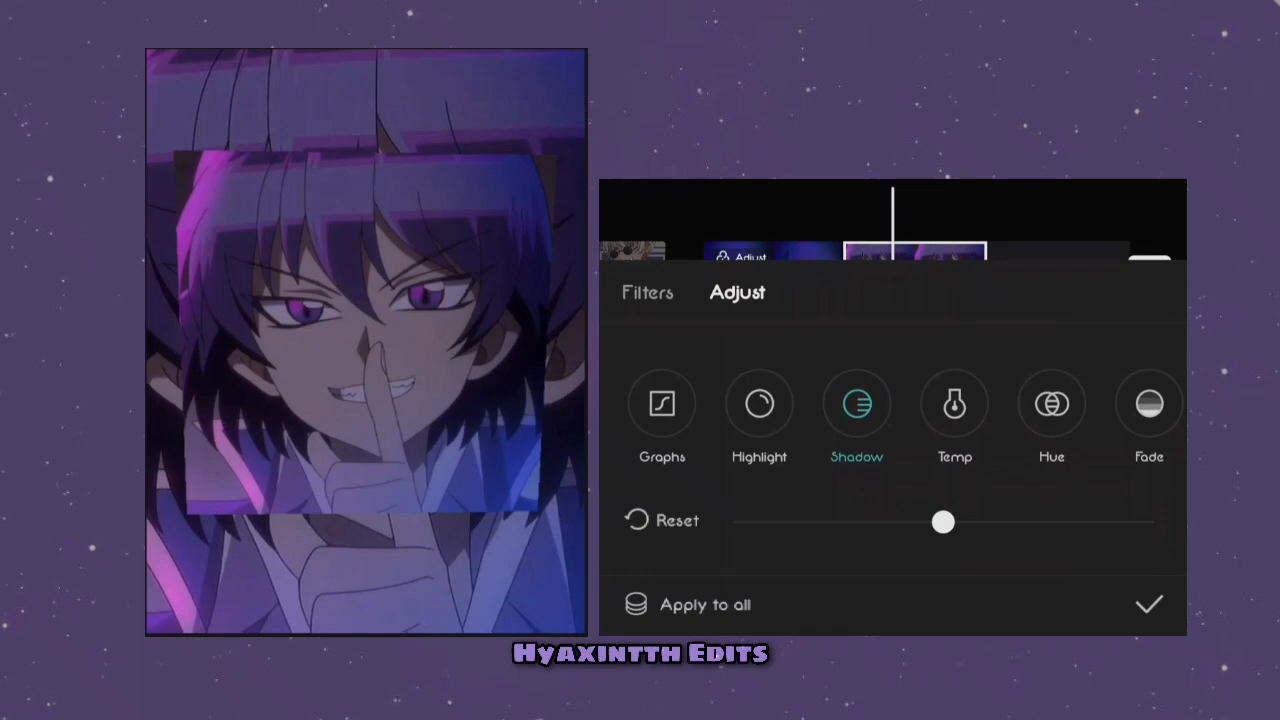 Adjust
Filters Adjust
Graphs Highlight Shadow Temp Hue Fade
Reset
Apply to all
Hyaxintth Edits